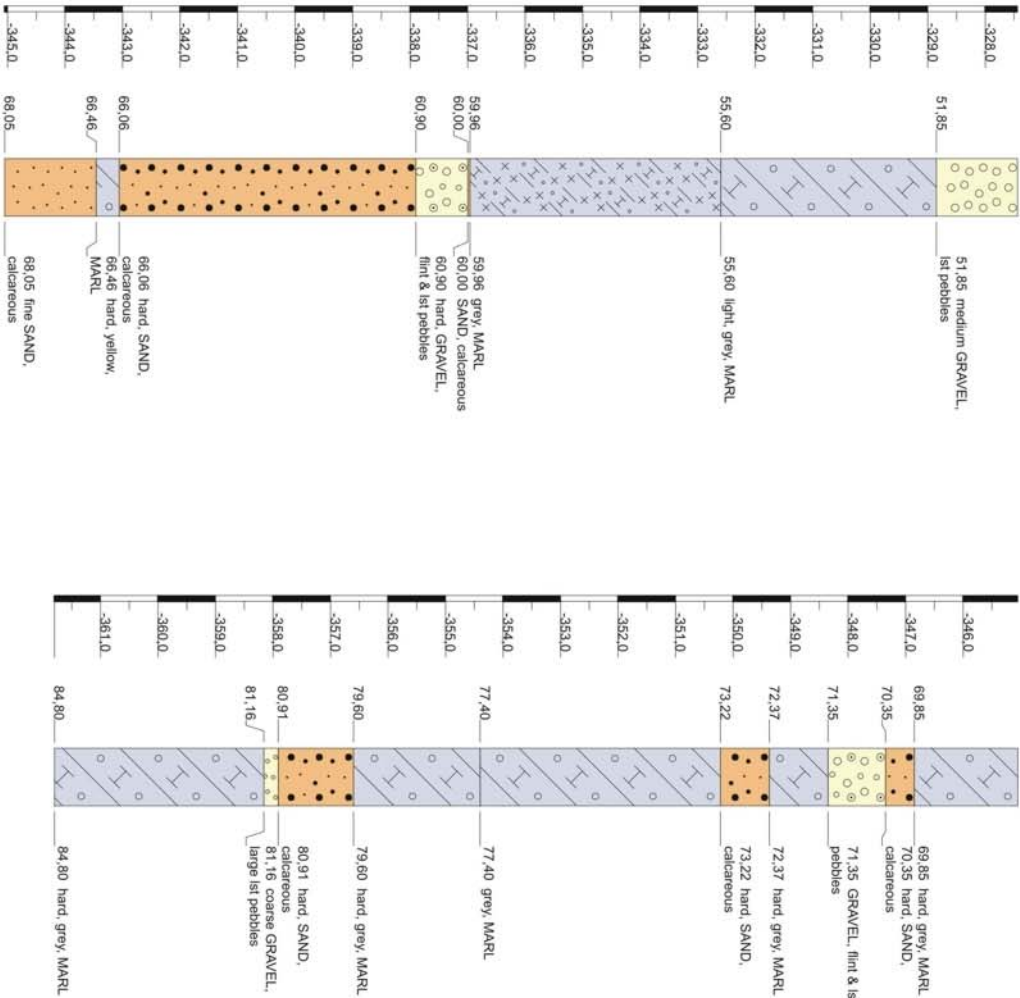 -328,0
-329,0
-330,0
-331,0
-332,0
-333,0
-334,0
-335,0
-336,0
-337,0
-338,0
-339,0
-340,0
-341,0
-342,0
-343,0
-344,0
-345,0
51,85
55,60
59,96
60,00
60,90
66,06
66,46
68,05
51,85 medium GRAVEL,
lst pebbles
55,60 light, grey, MARL
59,96 grey, MARL
60,00 SAND, calcareous
60,90 hard, GRAVEL,
flint & lst pebbles
66,06 hard, SAND,
calcareous
66,46 hard, yellow,
MARL
68,05 fine SAND,
calcareous
-346,0
-347,0
-348,0
-349,0
-350,0
-351,0
-352,0
-353,0
-354,0
-355,0
-356,0
-357,0
-358,0
-359,0
-360,0
-361,0
69,85
70,35
71,35
72,37
73,22
77,40
79,60
80,91
81,16
84,80
69,85 hard, grey, MARL
70,35 hard, SAND,
calcareous
71,35 GRAVEL, flint & ls
pebbles
72,37 hard, grey, MARL
73,22 hard, SAND,
calcareous
77,40 grey, MARL
79,60 hard, grey, MARL
80,91 hard, SAND,
calcareous
81,16 coarse GRAVEL,
large lst pebbles
84,80 hard, grey, MARL